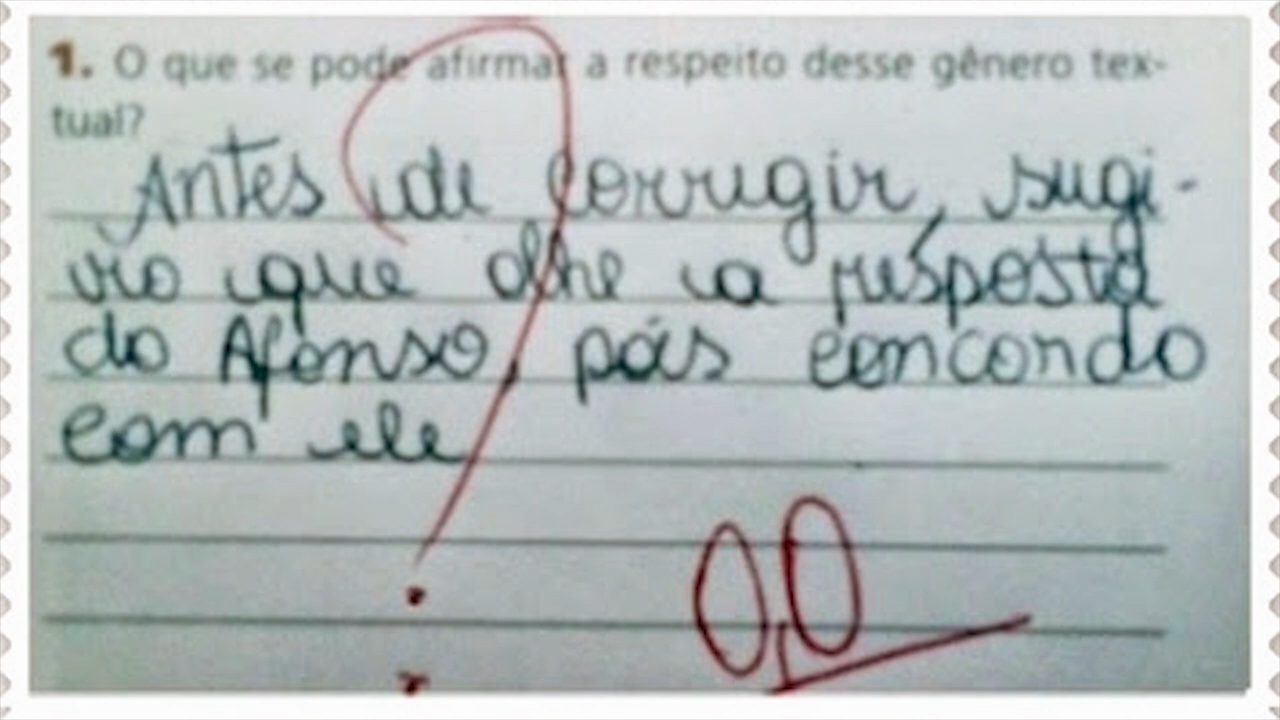 1. O que se pode afirmar a respeito desse gênero tex-
tual?
Antes de corrigir, sugi-
ro que olhe a resposta
do Afonso, pós concordo
com ele
?
0,0